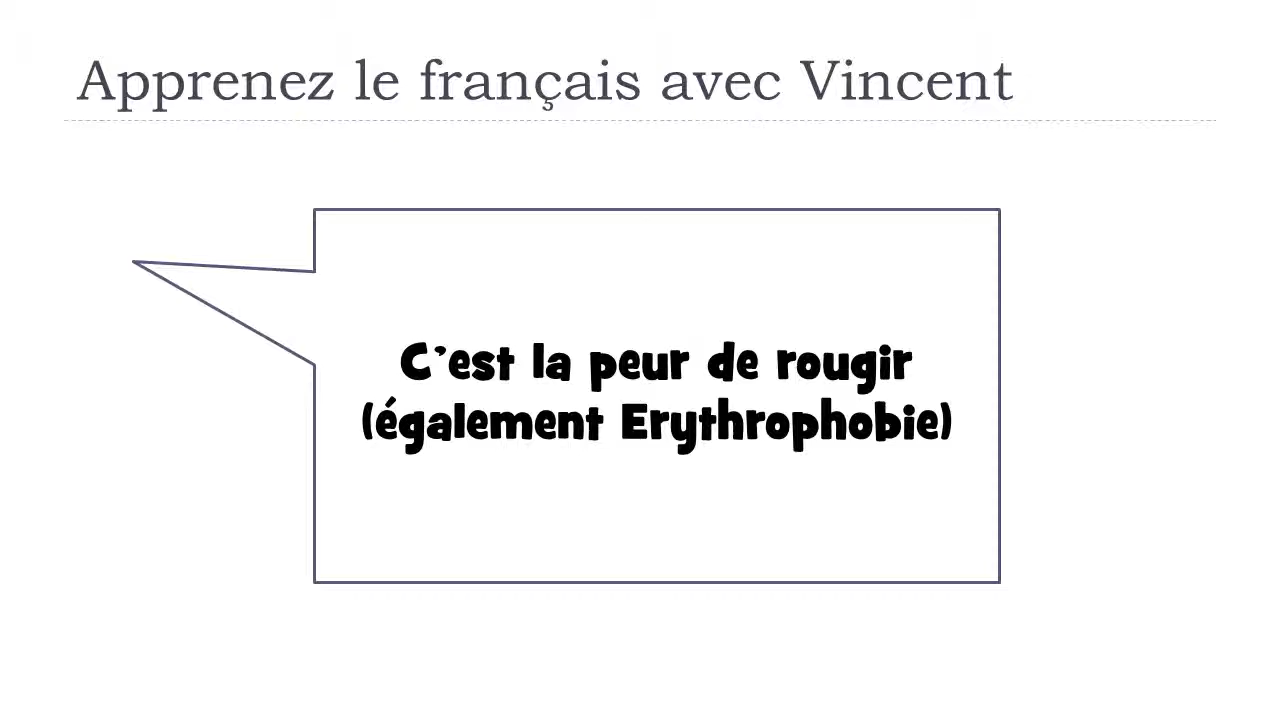 Apprenez le français avec Vincent
C'est la peur de rougir
(également Erythrophobie)